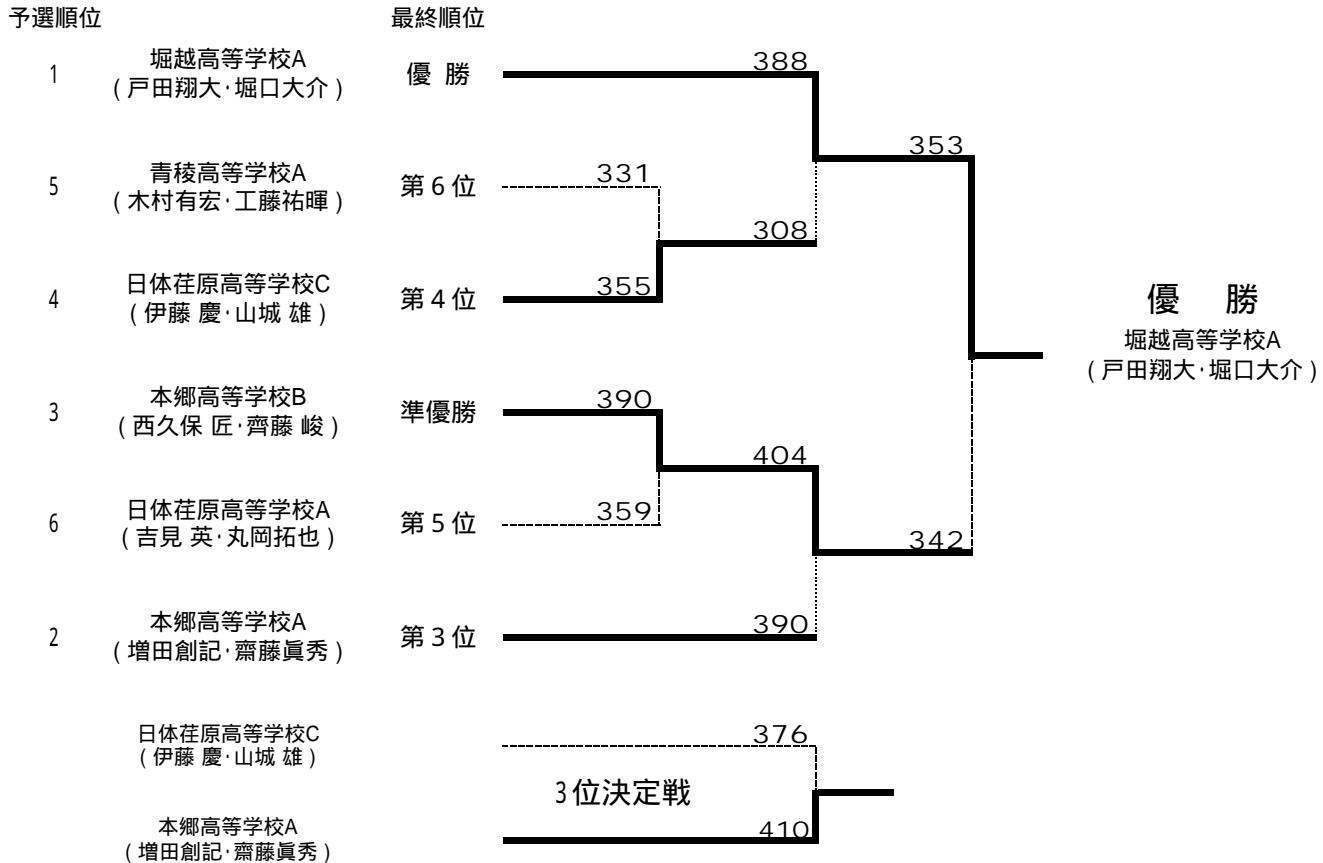 予選順位 最終順位
1 堀越高等学校A 優 勝 388
(戸田翔大･堀口大介)
353
5 青稜高等学校A 第６位 331
(木村有宏･工藤祐暉)
308
4 日体荏原高等学校C 第４位 355
(伊藤 慶･山城 雄)
優 勝
堀越高等学校A
(戸田翔大･堀口大介)
3 本郷高等学校B 準優勝 390
(西久保 匠･齊藤 峻)
404
6 日体荏原高等学校A 第５位 359
(吉見 英･丸岡拓也)
342
2 本郷高等学校A 第３位 390
(増田創記･齋藤眞秀)
日体荏原高等学校C 376
(伊藤 慶･山城 雄)
3位決定戦
本郷高等学校A 410
(増田創記･齋藤眞秀)